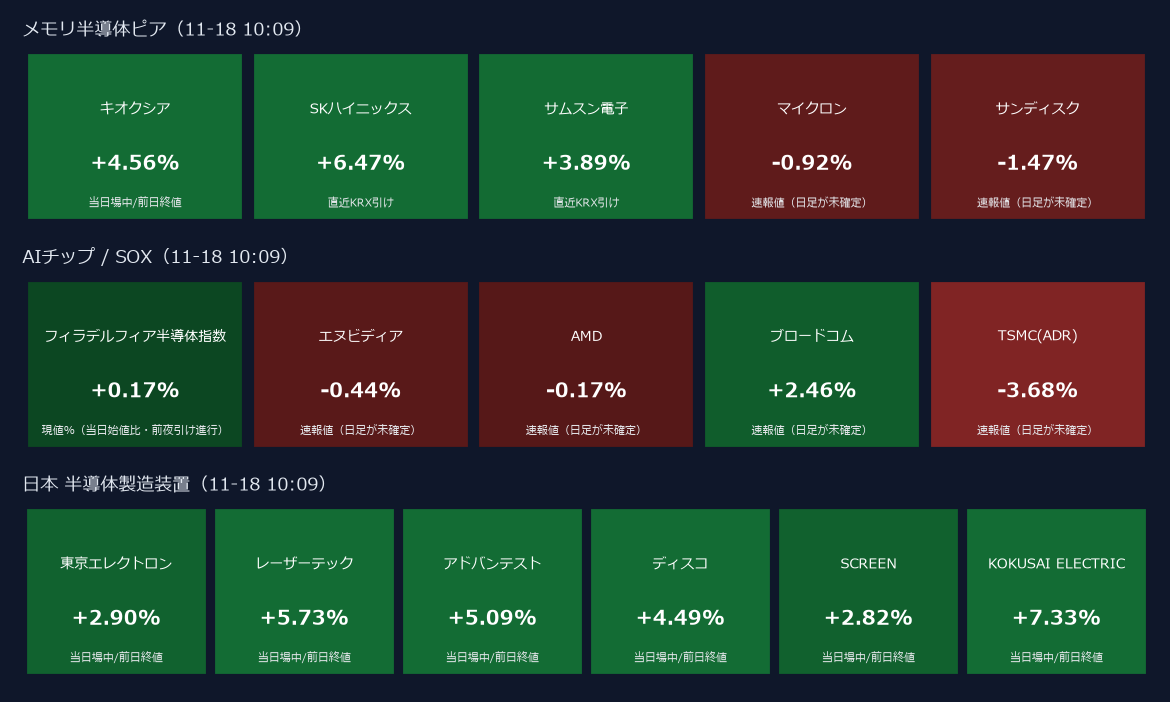 メモリ半導体ピア（11-18 10:09）
キオクシア
+4.56%
当日場中/前日終値
SKハイニックス
+6.47%
直近KRX引け
サムスン電子
+3.89%
直近KRX引け
マイクロン
-0.92%
速報値（日足が未確定）
サンディスク
-1.47%
速報値（日足が未確定）
AIチップ / SOX（11-18 10:09）
フィラデルフィア半導体指数
+0.17%
現値%（当日始値比・前夜引け進行）
エヌビディア
-0.44%
速報値（日足が未確定）
AMD
-0.17%
速報値（日足が未確定）
ブロードコム
+2.46%
速報値（日足が未確定）
TSMC(ADR)
-3.68%
速報値（日足が未確定）
日本 半導体製造装置（11-18 10:09）
東京エレクトロン
+2.90%
当日場中/前日終値
レーザーテック
+5.73%
当日場中/前日終値
アドバンテスト
+5.09%
当日場中/前日終値
ディスコ
+4.49%
当日場中/前日終値
SCREEN
+2.82%
当日場中/前日終値
KOKUSAI ELECTRIC
+7.33%
当日場中/前日終値